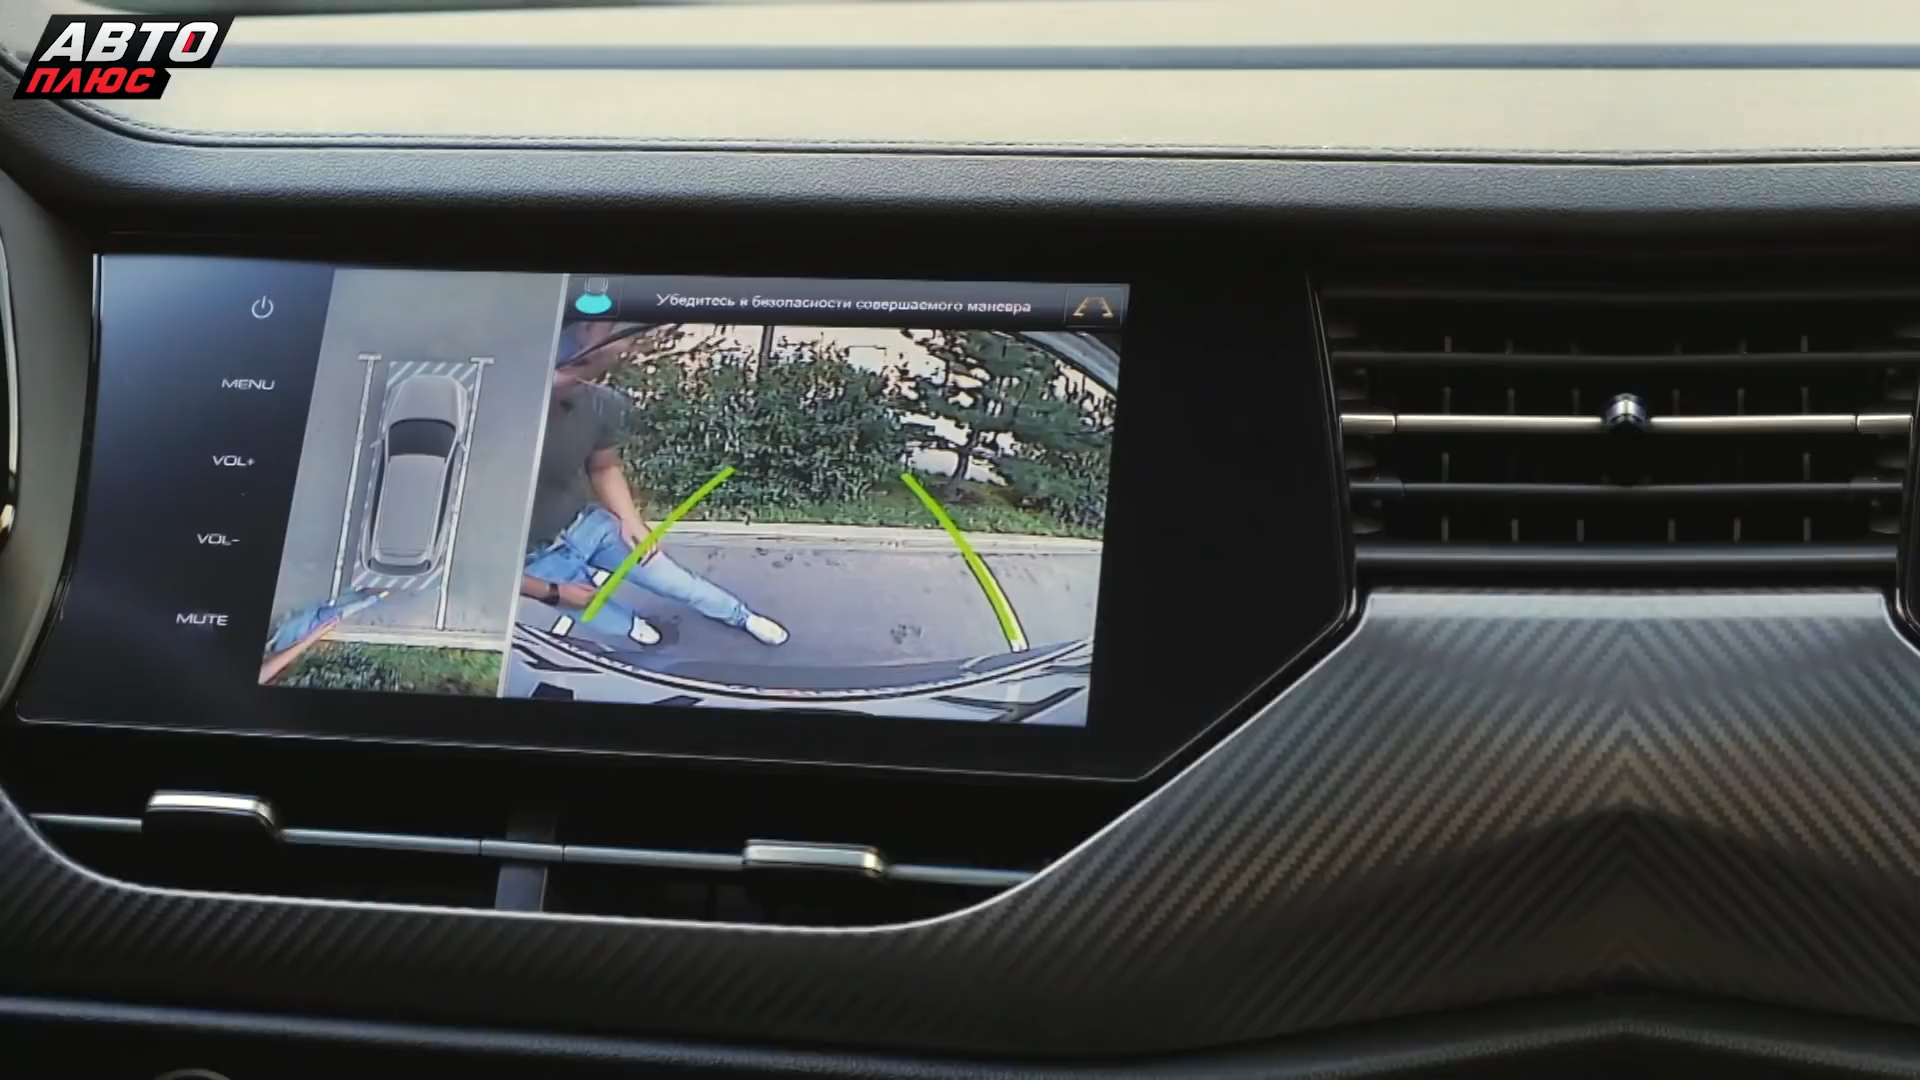 АВТО
ПЛЮС
Убедитесь в безопасности совершаемого маневра
MENU
VOL+
VOL-
MUTE